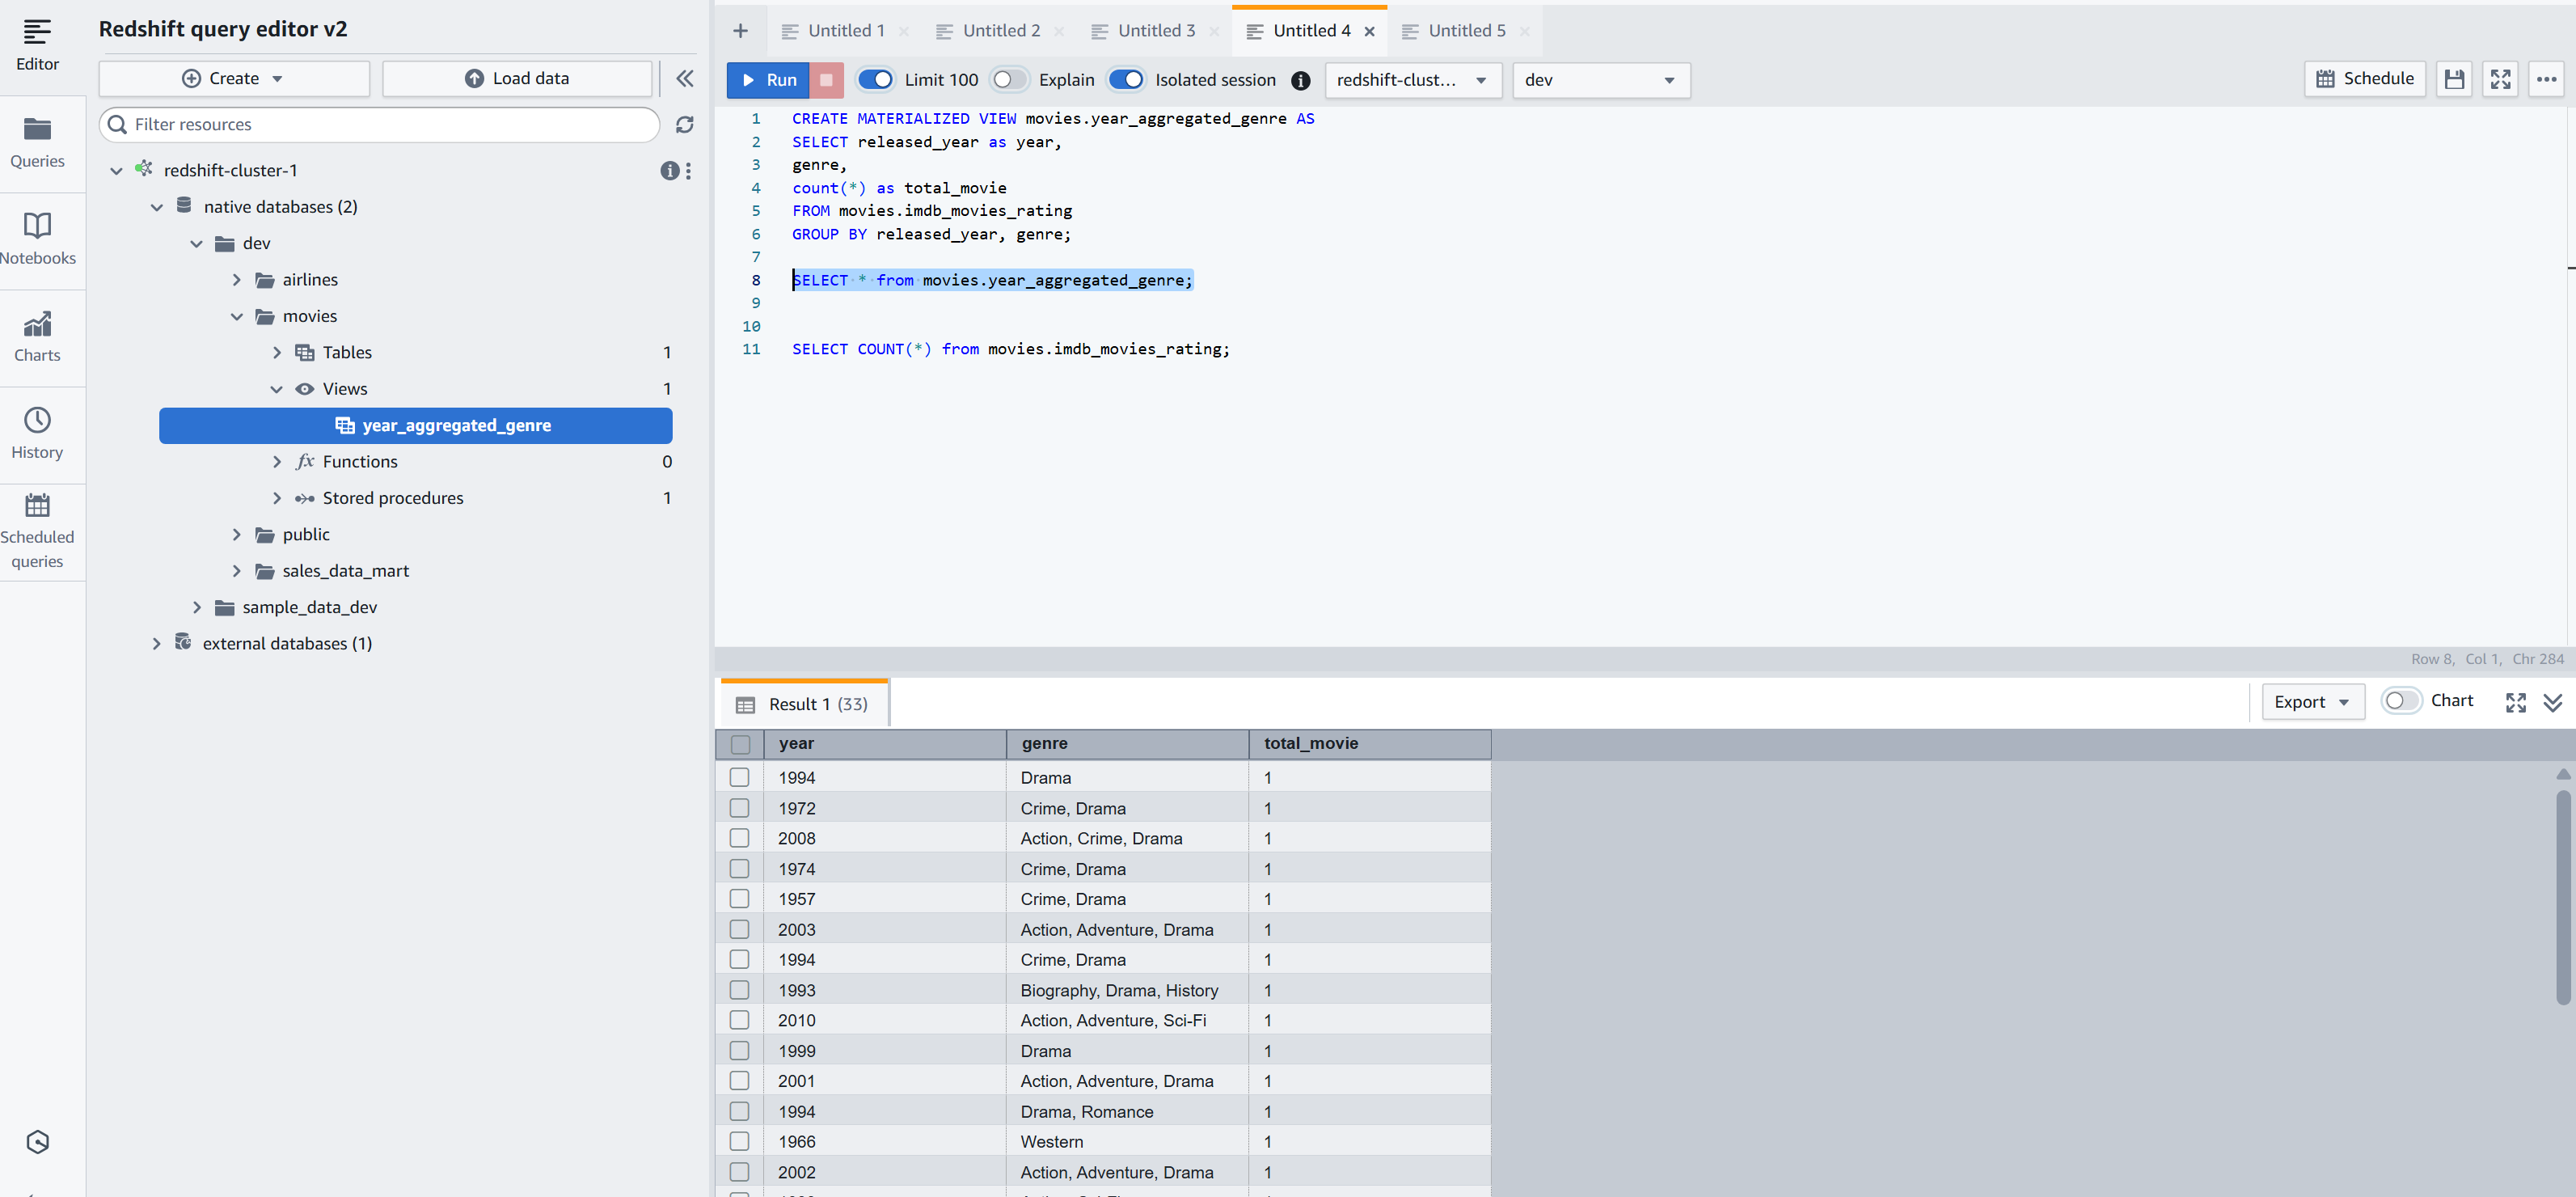 Editor
Queries
Notebooks
Charts
History
Scheduled
queries
Redshift query editor v2
Create
Load data
Filter resources
redshift-cluster-1
native databases (2)
dev
airlines
movies
Tables 1
Views 1
year_aggregated_genre
fx Functions 0
Stored procedures 1
public
sales_data_mart
sample_data_dev
external databases (1)
+ Untitled 1 Untitled 2 Untitled 3 Untitled 4 Untitled 5
Run Limit 100 Explain Isolated session redshift-clust... dev Schedule
1 CREATE MATERIALIZED VIEW movies.year_aggregated_genre AS
2 SELECT released_year as year,
3 genre,
4 count(*) as total_movie
5 FROM movies.imdb_movies_rating
6 GROUP BY released_year, genre;
7
8 SELECT * from movies.year_aggregated_genre;
9
10
11 SELECT COUNT(*) from movies.imdb_movies_rating;
Row 8, Col 1, Chr 284
Result 1 (33) Export Chart
year genre total_movie
1994 Drama 1
1972 Crime, Drama 1
2008 Action, Crime, Drama 1
1974 Crime, Drama 1
1957 Crime, Drama 1
2003 Action, Adventure, Drama 1
1994 Crime, Drama 1
1993 Biography, Drama, History 1
2010 Action, Adventure, Sci-Fi 1
1999 Drama 1
2001 Action, Adventure, Drama 1
1994 Drama, Romance 1
1966 Western 1
2002 Action, Adventure, Drama 1